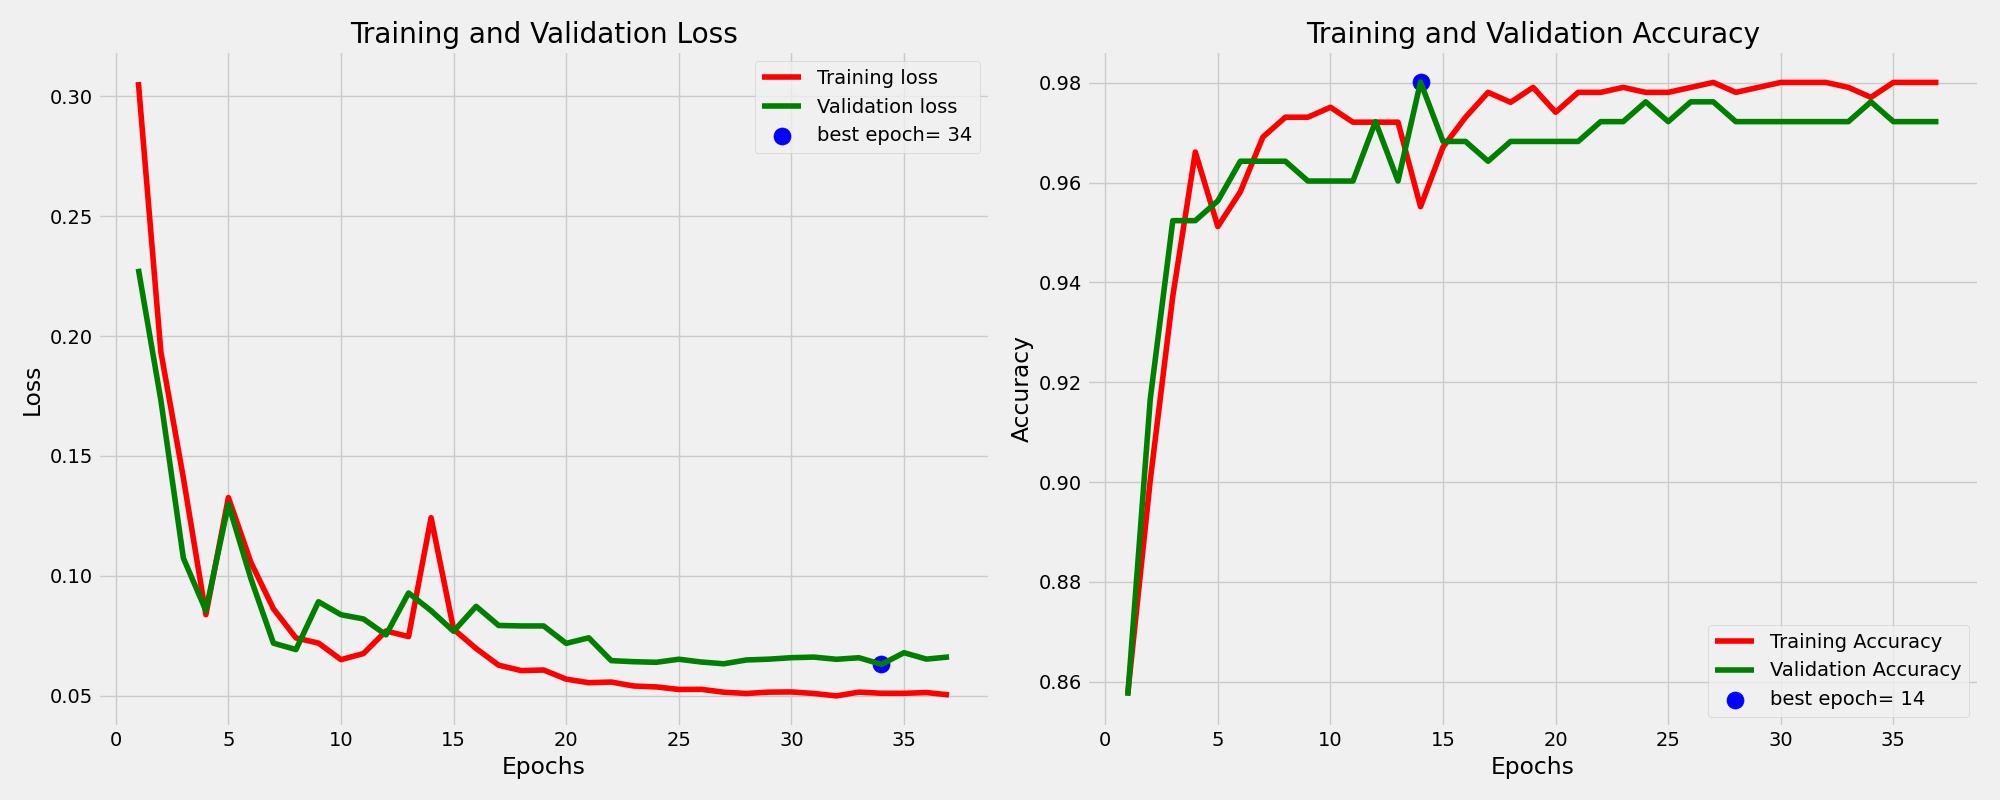 Training and Validation Loss
Training loss
Validation loss
best epoch= 34
Loss
0.30
0.25
0.20
0.15
0.10
0.05
0 5 10 15 20 25 30 35
Epochs
Training and Validation Accuracy
Accuracy
0.98
0.96
0.94
0.92
0.90
0.88
0.86
Training Accuracy
Validation Accuracy
best epoch= 14
0 5 10 15 20 25 30 35
Epochs